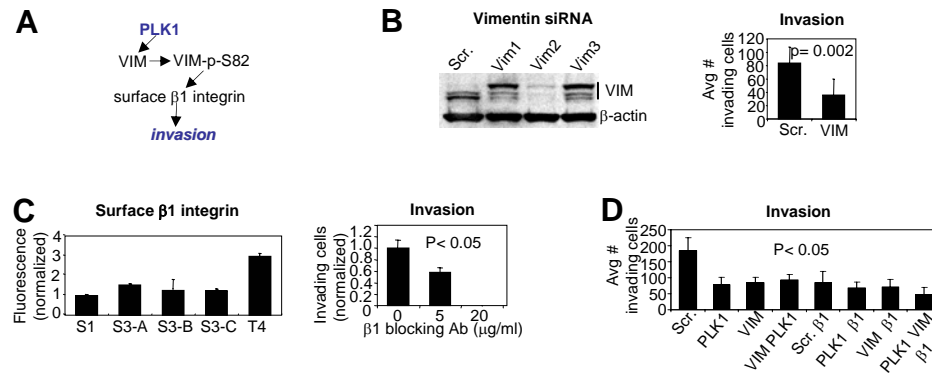 A
PLK1
VIM VIM-p-S82
surface β1 integrin
invasion
B
Vimentin siRNA
Scr. Vim1 Vim2 Vim3
VIM
β-actin
Invasion
Avg #
invading cells
120
100
80
60
40
20
0
p= 0.002
Scr. VIM
C
Surface β1 integrin
Fluorescence
(normalized)
4
3
2
1
0
S1 S3-A S3-B S3-C T4
Invasion
Invading cells
(normalized)
1.2
1.0
0.8
0.6
0.4
0.2
0
P< 0.05
0 5 20
β1 blocking Ab (μg/ml)
D
Invasion
Avg #
invading cells
250
200
150
100
50
0
P< 0.05
Scr.
PLK1
VIM
VIM PLK1
Scr. β1
PLK1 β1
VIM β1
PLK1 VIM
β1